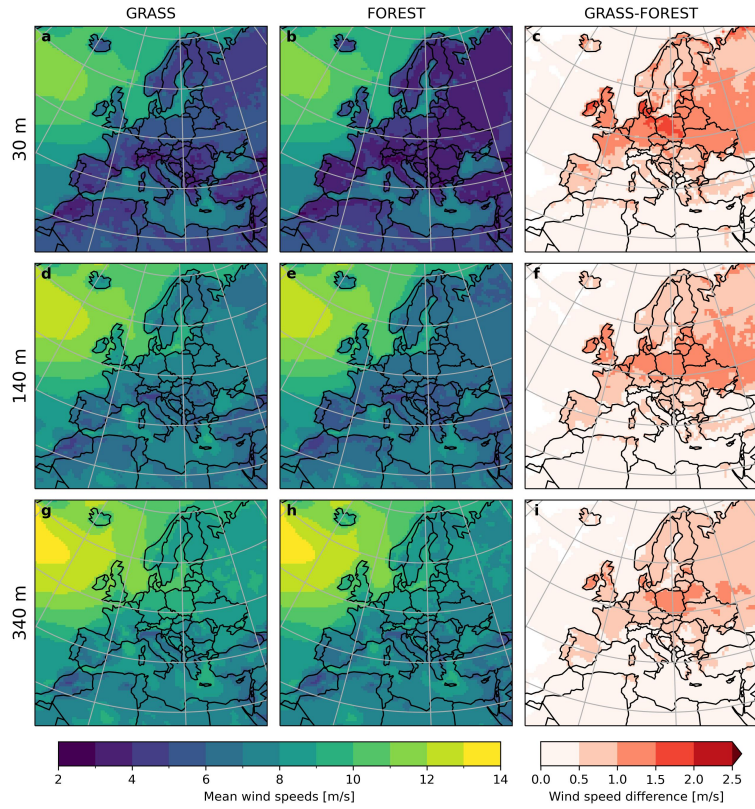 GRASS FOREST GRASS-FOREST
30 m a b c
140 m d e f
340 m g h i
2 4 6 8 10 12 14 0.0 0.5 1.0 1.5 2.0 2.5
Mean wind speeds [m/s] Wind speed difference [m/s]